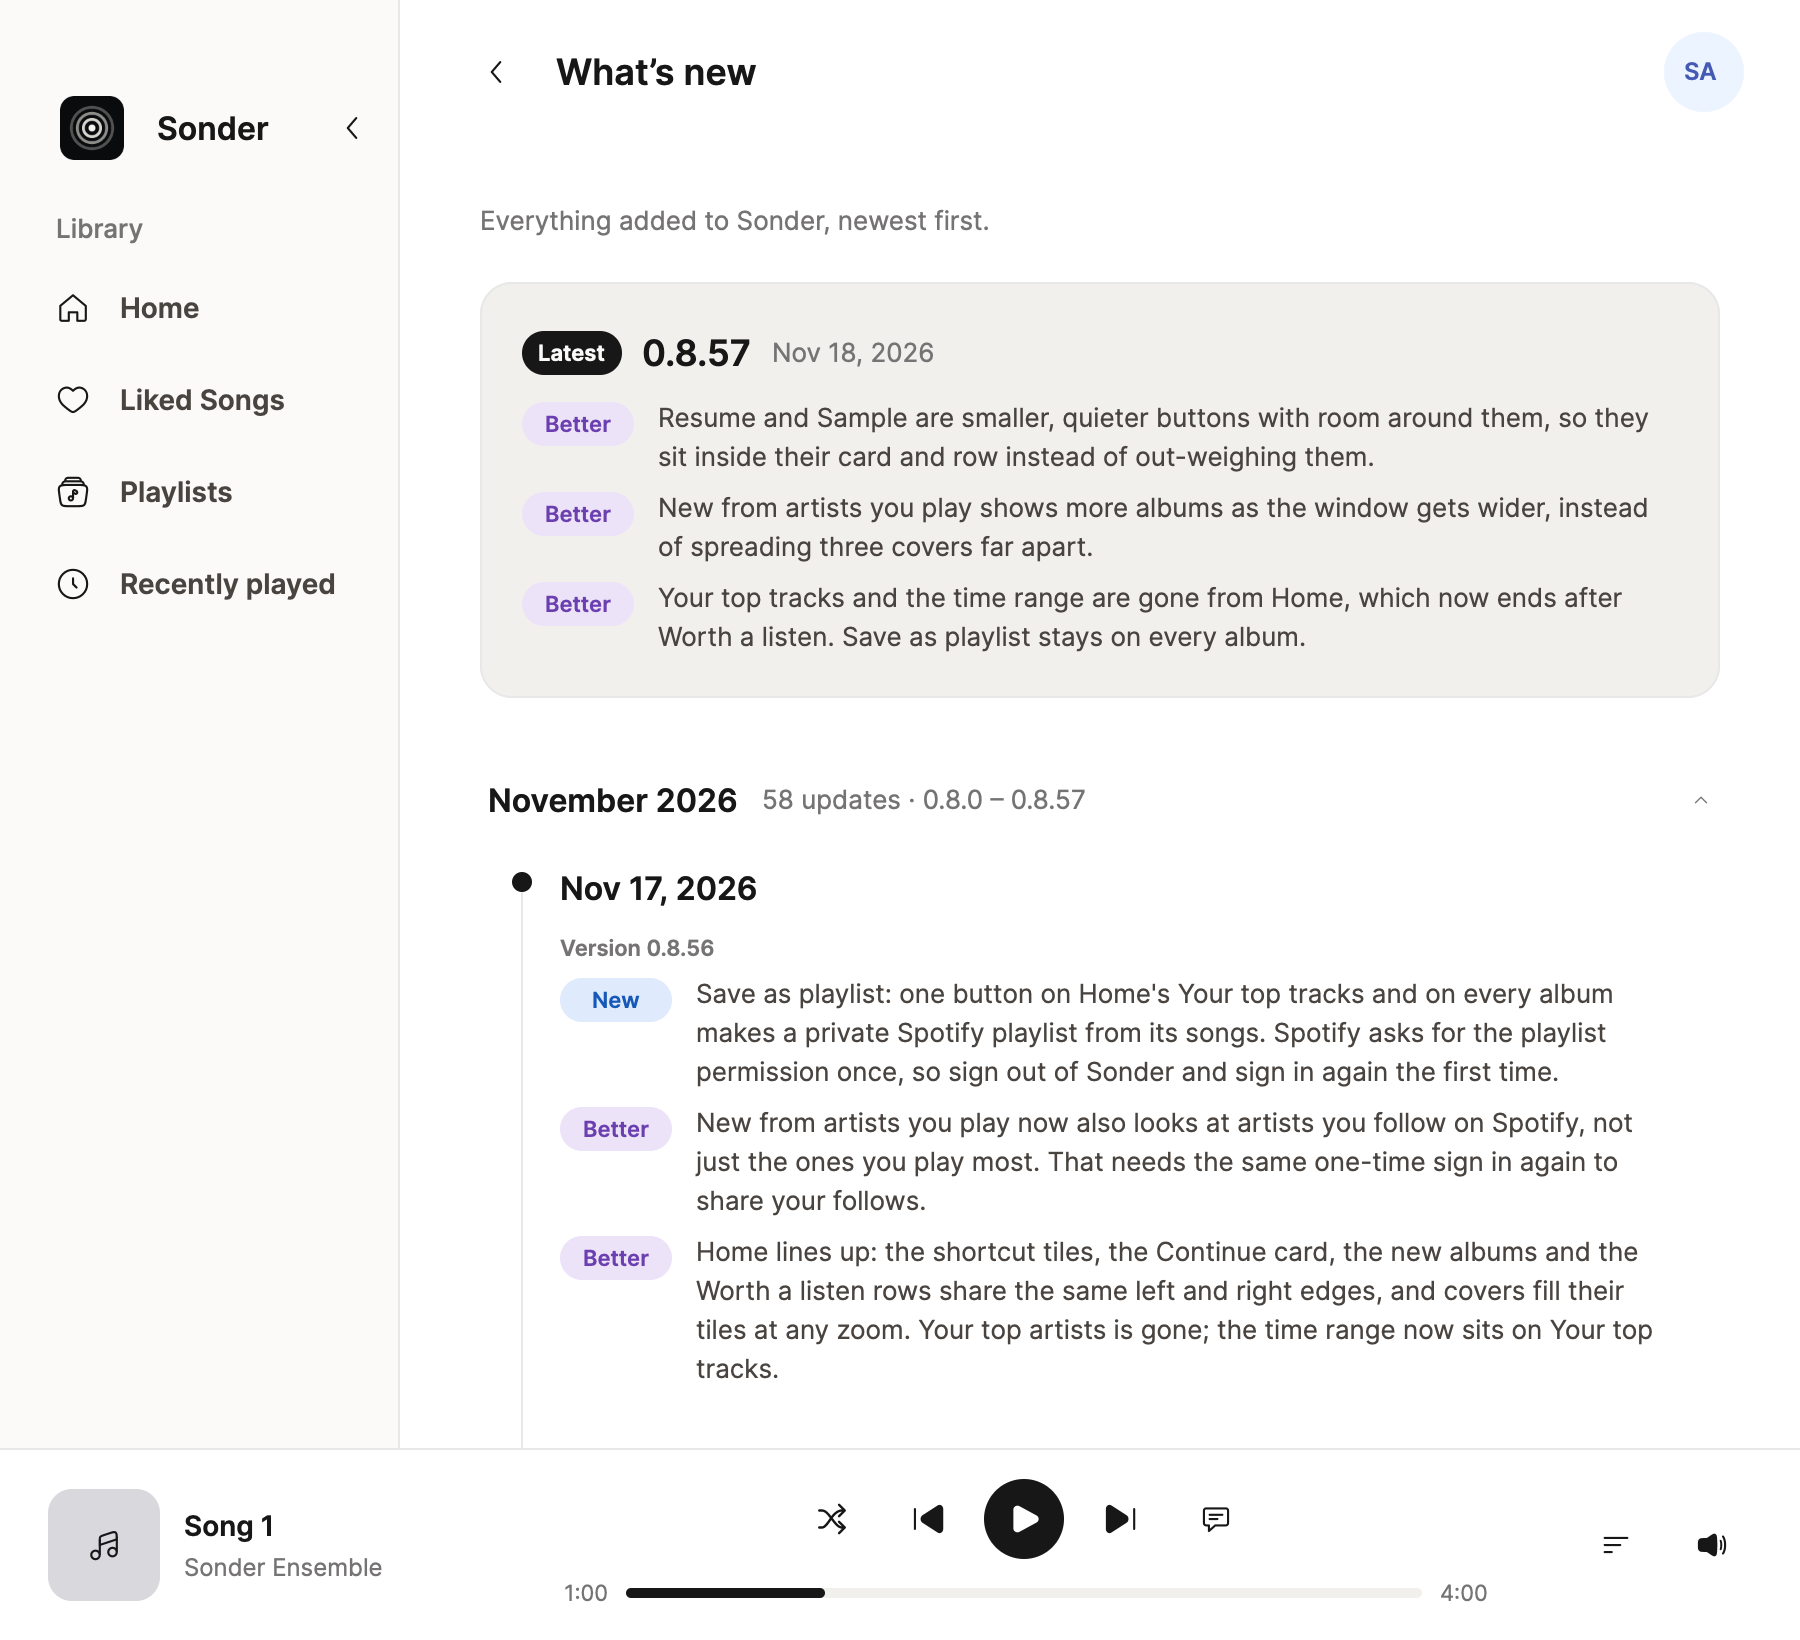 Sonder
Library
Home
Liked Songs
Playlists
Recently played
What’s new
SA
Everything added to Sonder, newest first.
Latest 0.8.57 Nov 18, 2026
Better Resume and Sample are smaller, quieter buttons with room around them, so they
sit inside their card and row instead of out-weighing them.
Better New from artists you play shows more albums as the window gets wider, instead
of spreading three covers far apart.
Better Your top tracks and the time range are gone from Home, which now ends after
Worth a listen. Save as playlist stays on every album.
November 2026 58 updates · 0.8.0 – 0.8.57
Nov 17, 2026
Version 0.8.56
New Save as playlist: one button on Home's Your top tracks and on every album
makes a private Spotify playlist from its songs. Spotify asks for the playlist
permission once, so sign out of Sonder and sign in again the first time.
Better New from artists you play now also looks at artists you follow on Spotify, not
just the ones you play most. That needs the same one-time sign in again to
share your follows.
Better Home lines up: the shortcut tiles, the Continue card, the new albums and the
Worth a listen rows share the same left and right edges, and covers fill their
tiles at any zoom. Your top artists is gone; the time range now sits on Your top
tracks.
Song 1
Sonder Ensemble
1:00 4:00